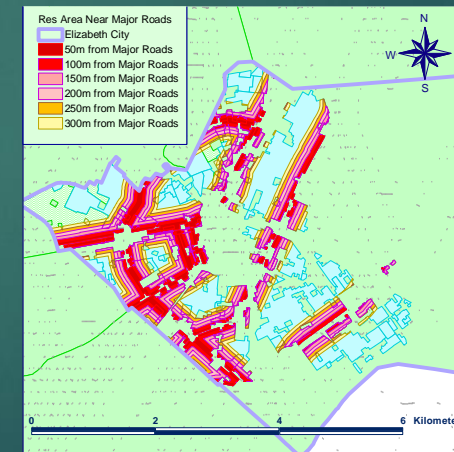 Res Area Near Major Roads
Elizabeth City
50m from Major Roads
100m from Major Roads
150m from Major Roads
200m from Major Roads
250m from Major Roads
300m from Major Roads
N
W
E
S
0 2 4 6 Kilomete